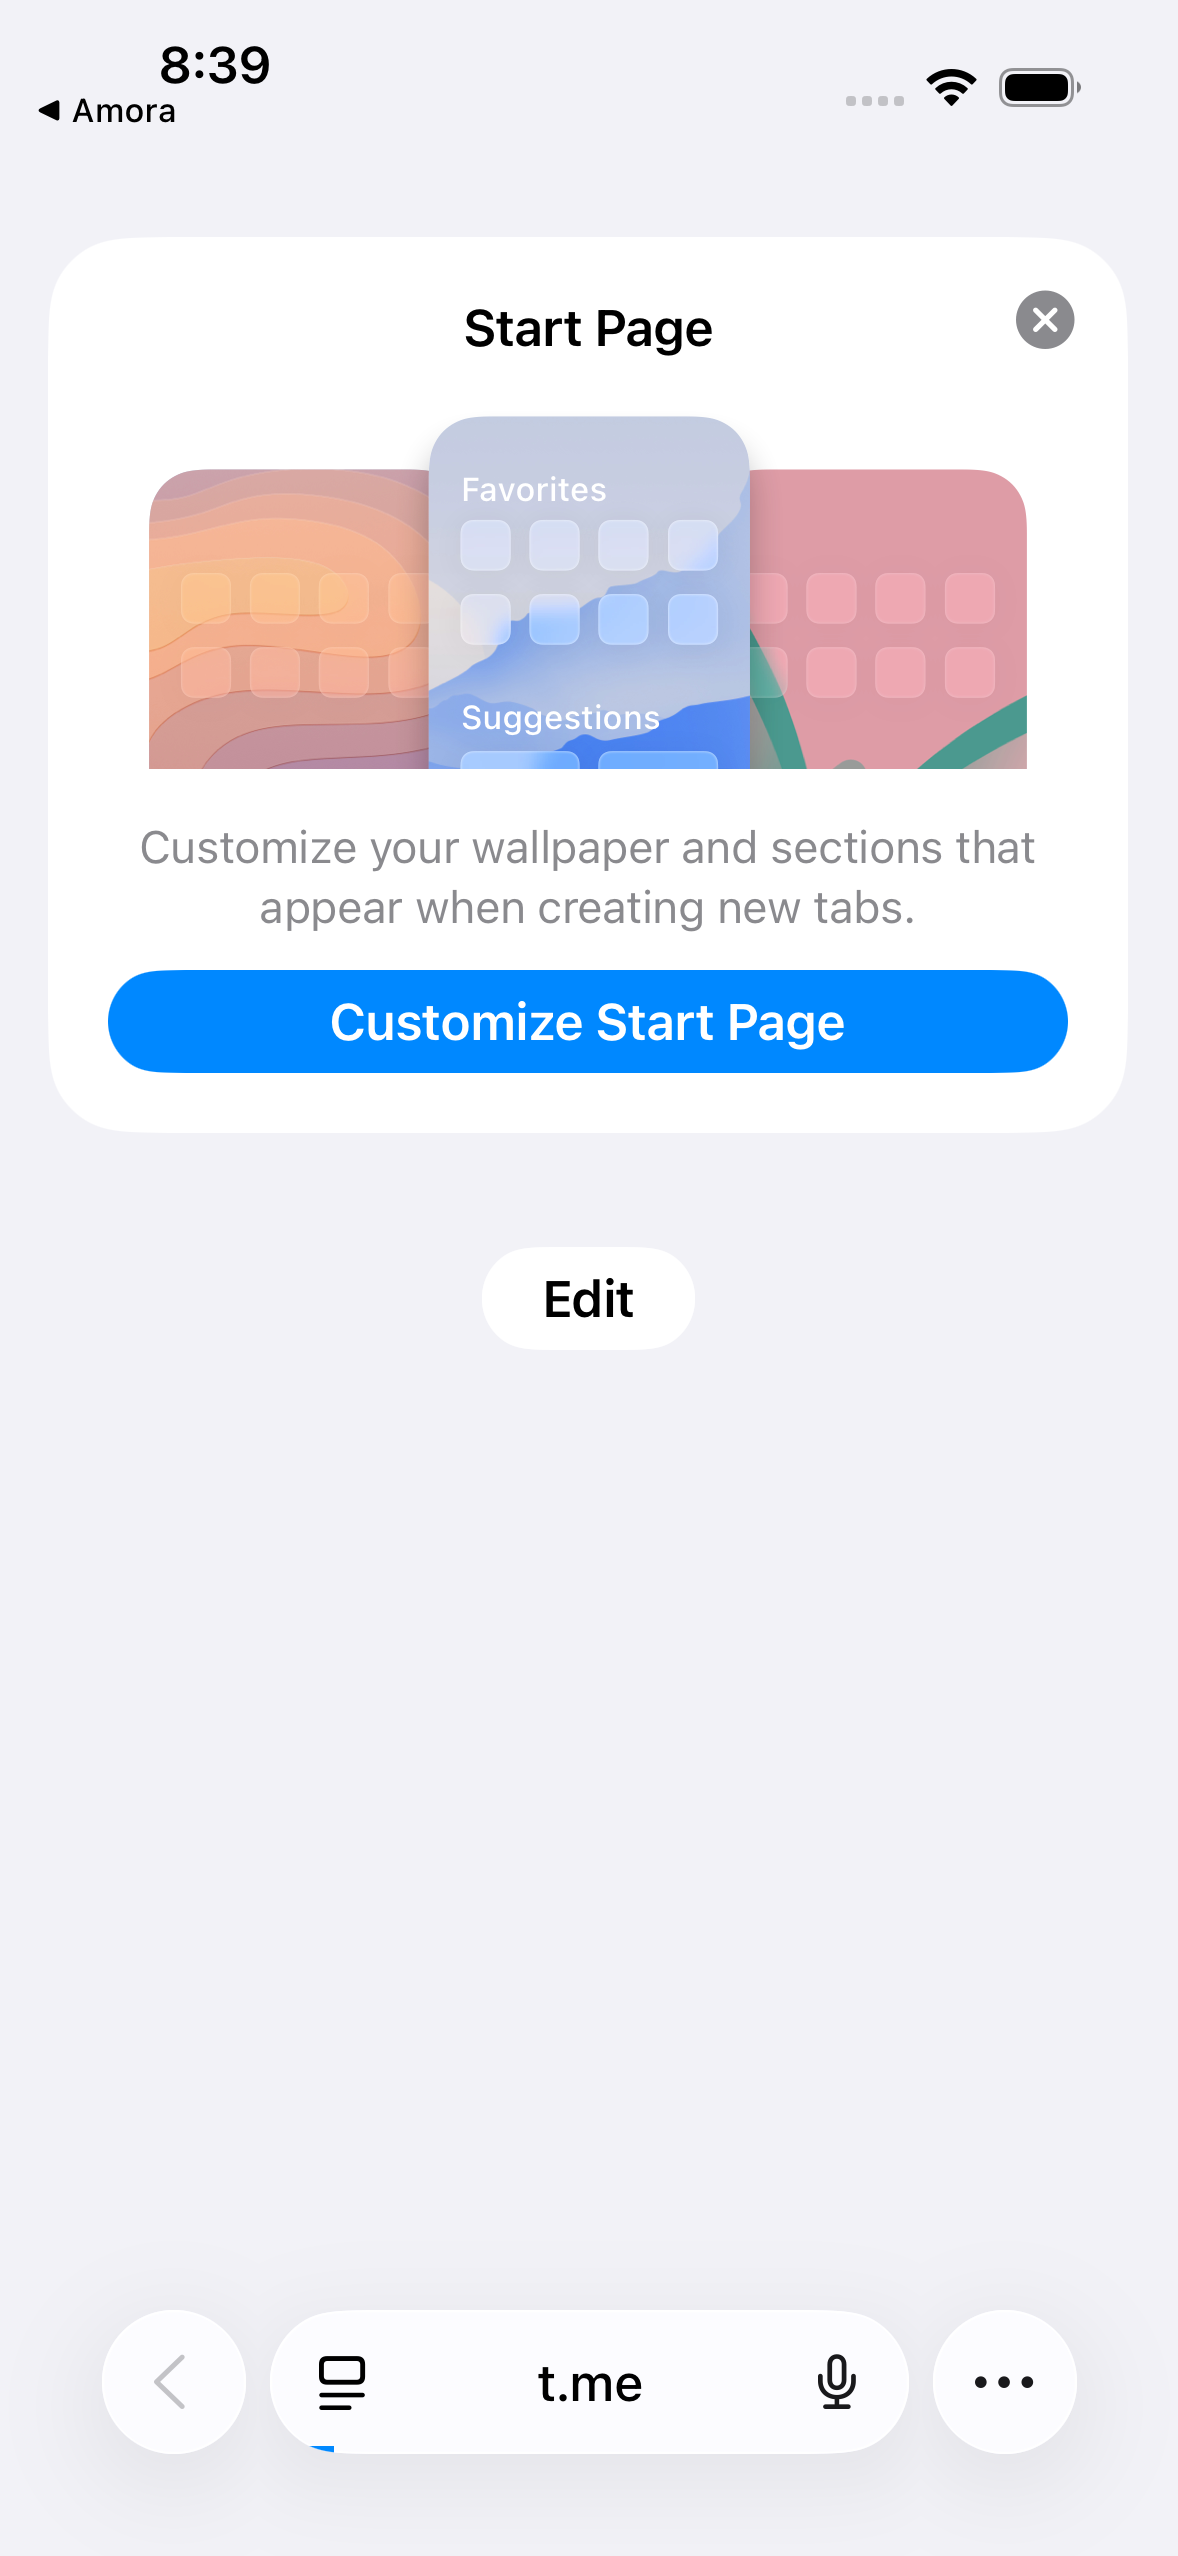 8:39
Amora
Start Page
Favorites
Suggestions
Customize your wallpaper and sections that
appear when creating new tabs.
Customize Start Page
Edit
t.me